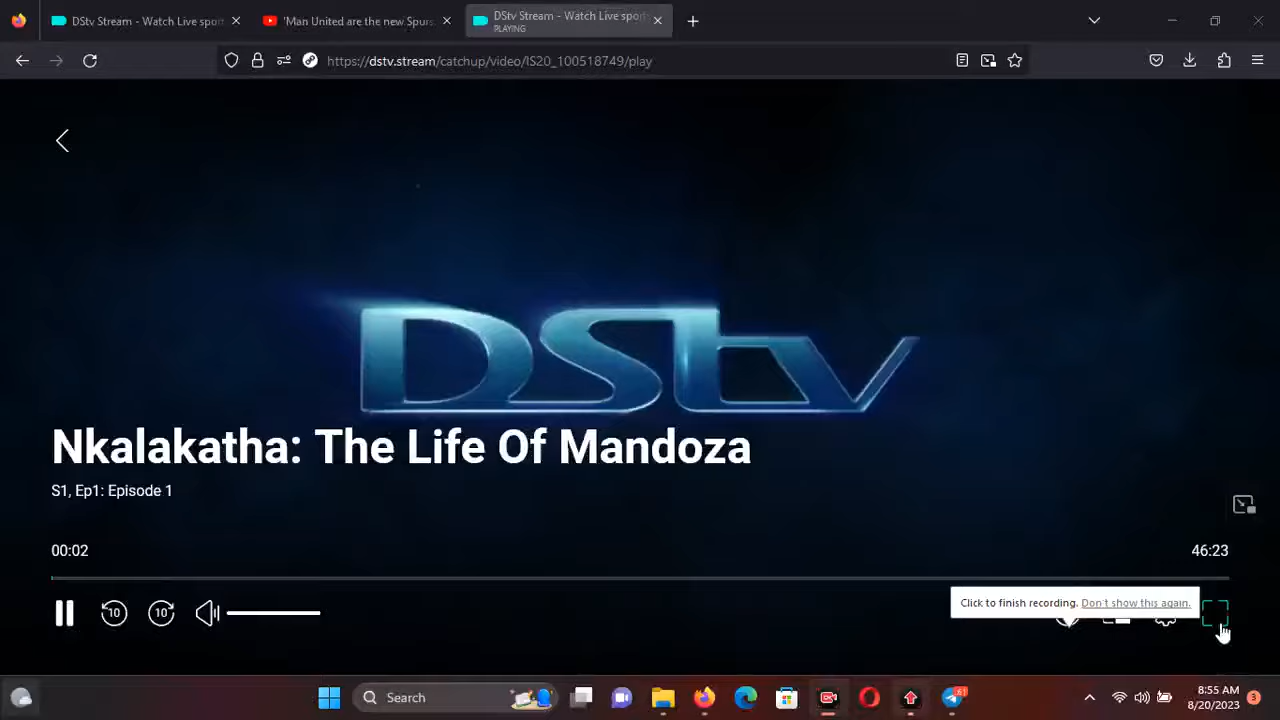 DStv Stream - Watch Live sport
'Man United are the new Spurs
DStv Stream - Watch Live sport
PLAYING
https://dstv.stream/catchup/video/IS20_100518749/play
DStv
Nkalakatha: The Life Of Mandoza
S1, Ep1: Episode 1
00:02
46:23
10
10
Click to finish recording. Don't show this again.
Search
61
8:55 AM
8/20/2023
3